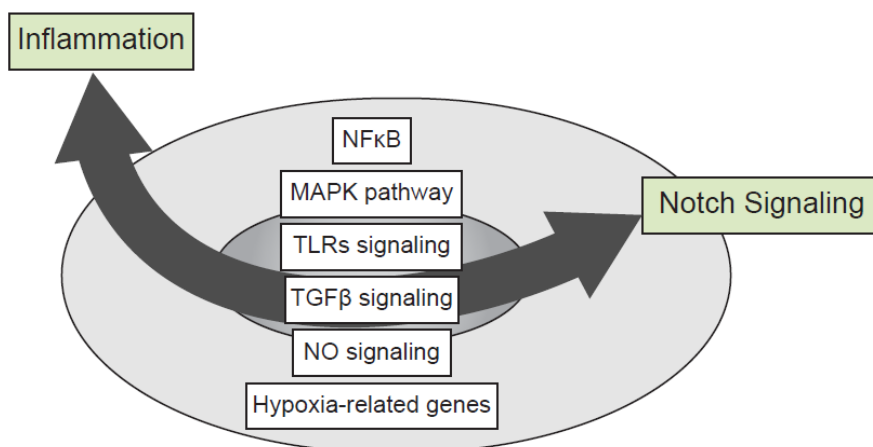 Inflammation
NFκB
MAPK pathway
Notch Signaling
TLRs signaling
TGFβ signaling
NO signaling
Hypoxia-related genes